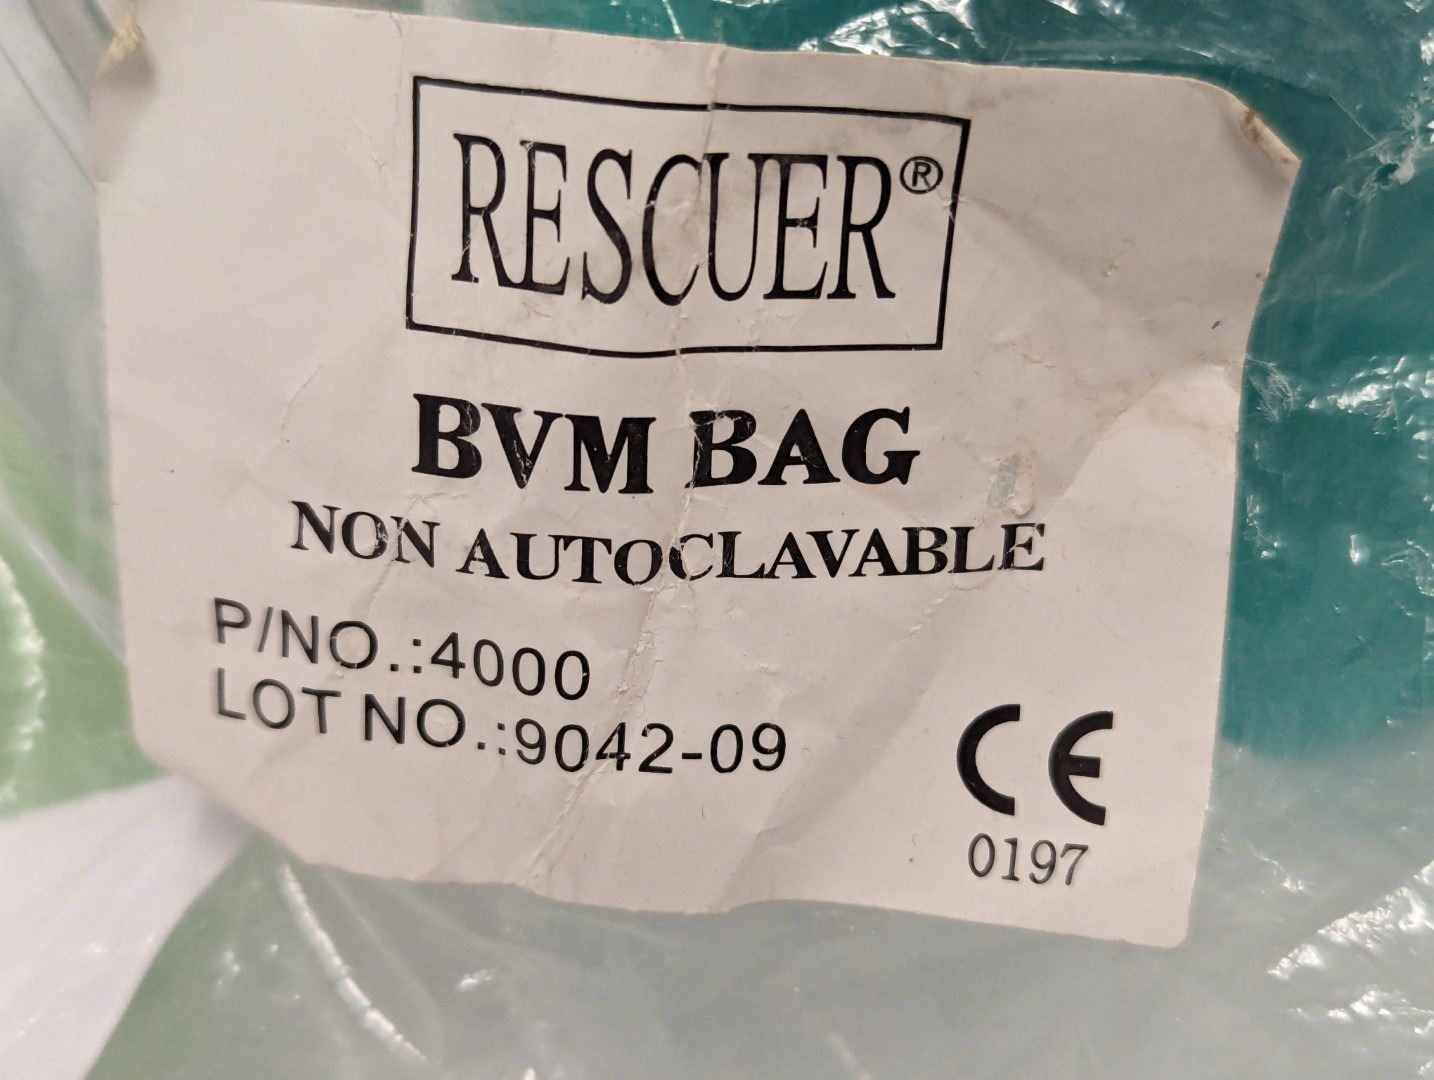 RESCUER®
BVM BAG
NON AUTOCLAVABLE
P/NO.:4000
LOT NO.:9042-09
CE
0197